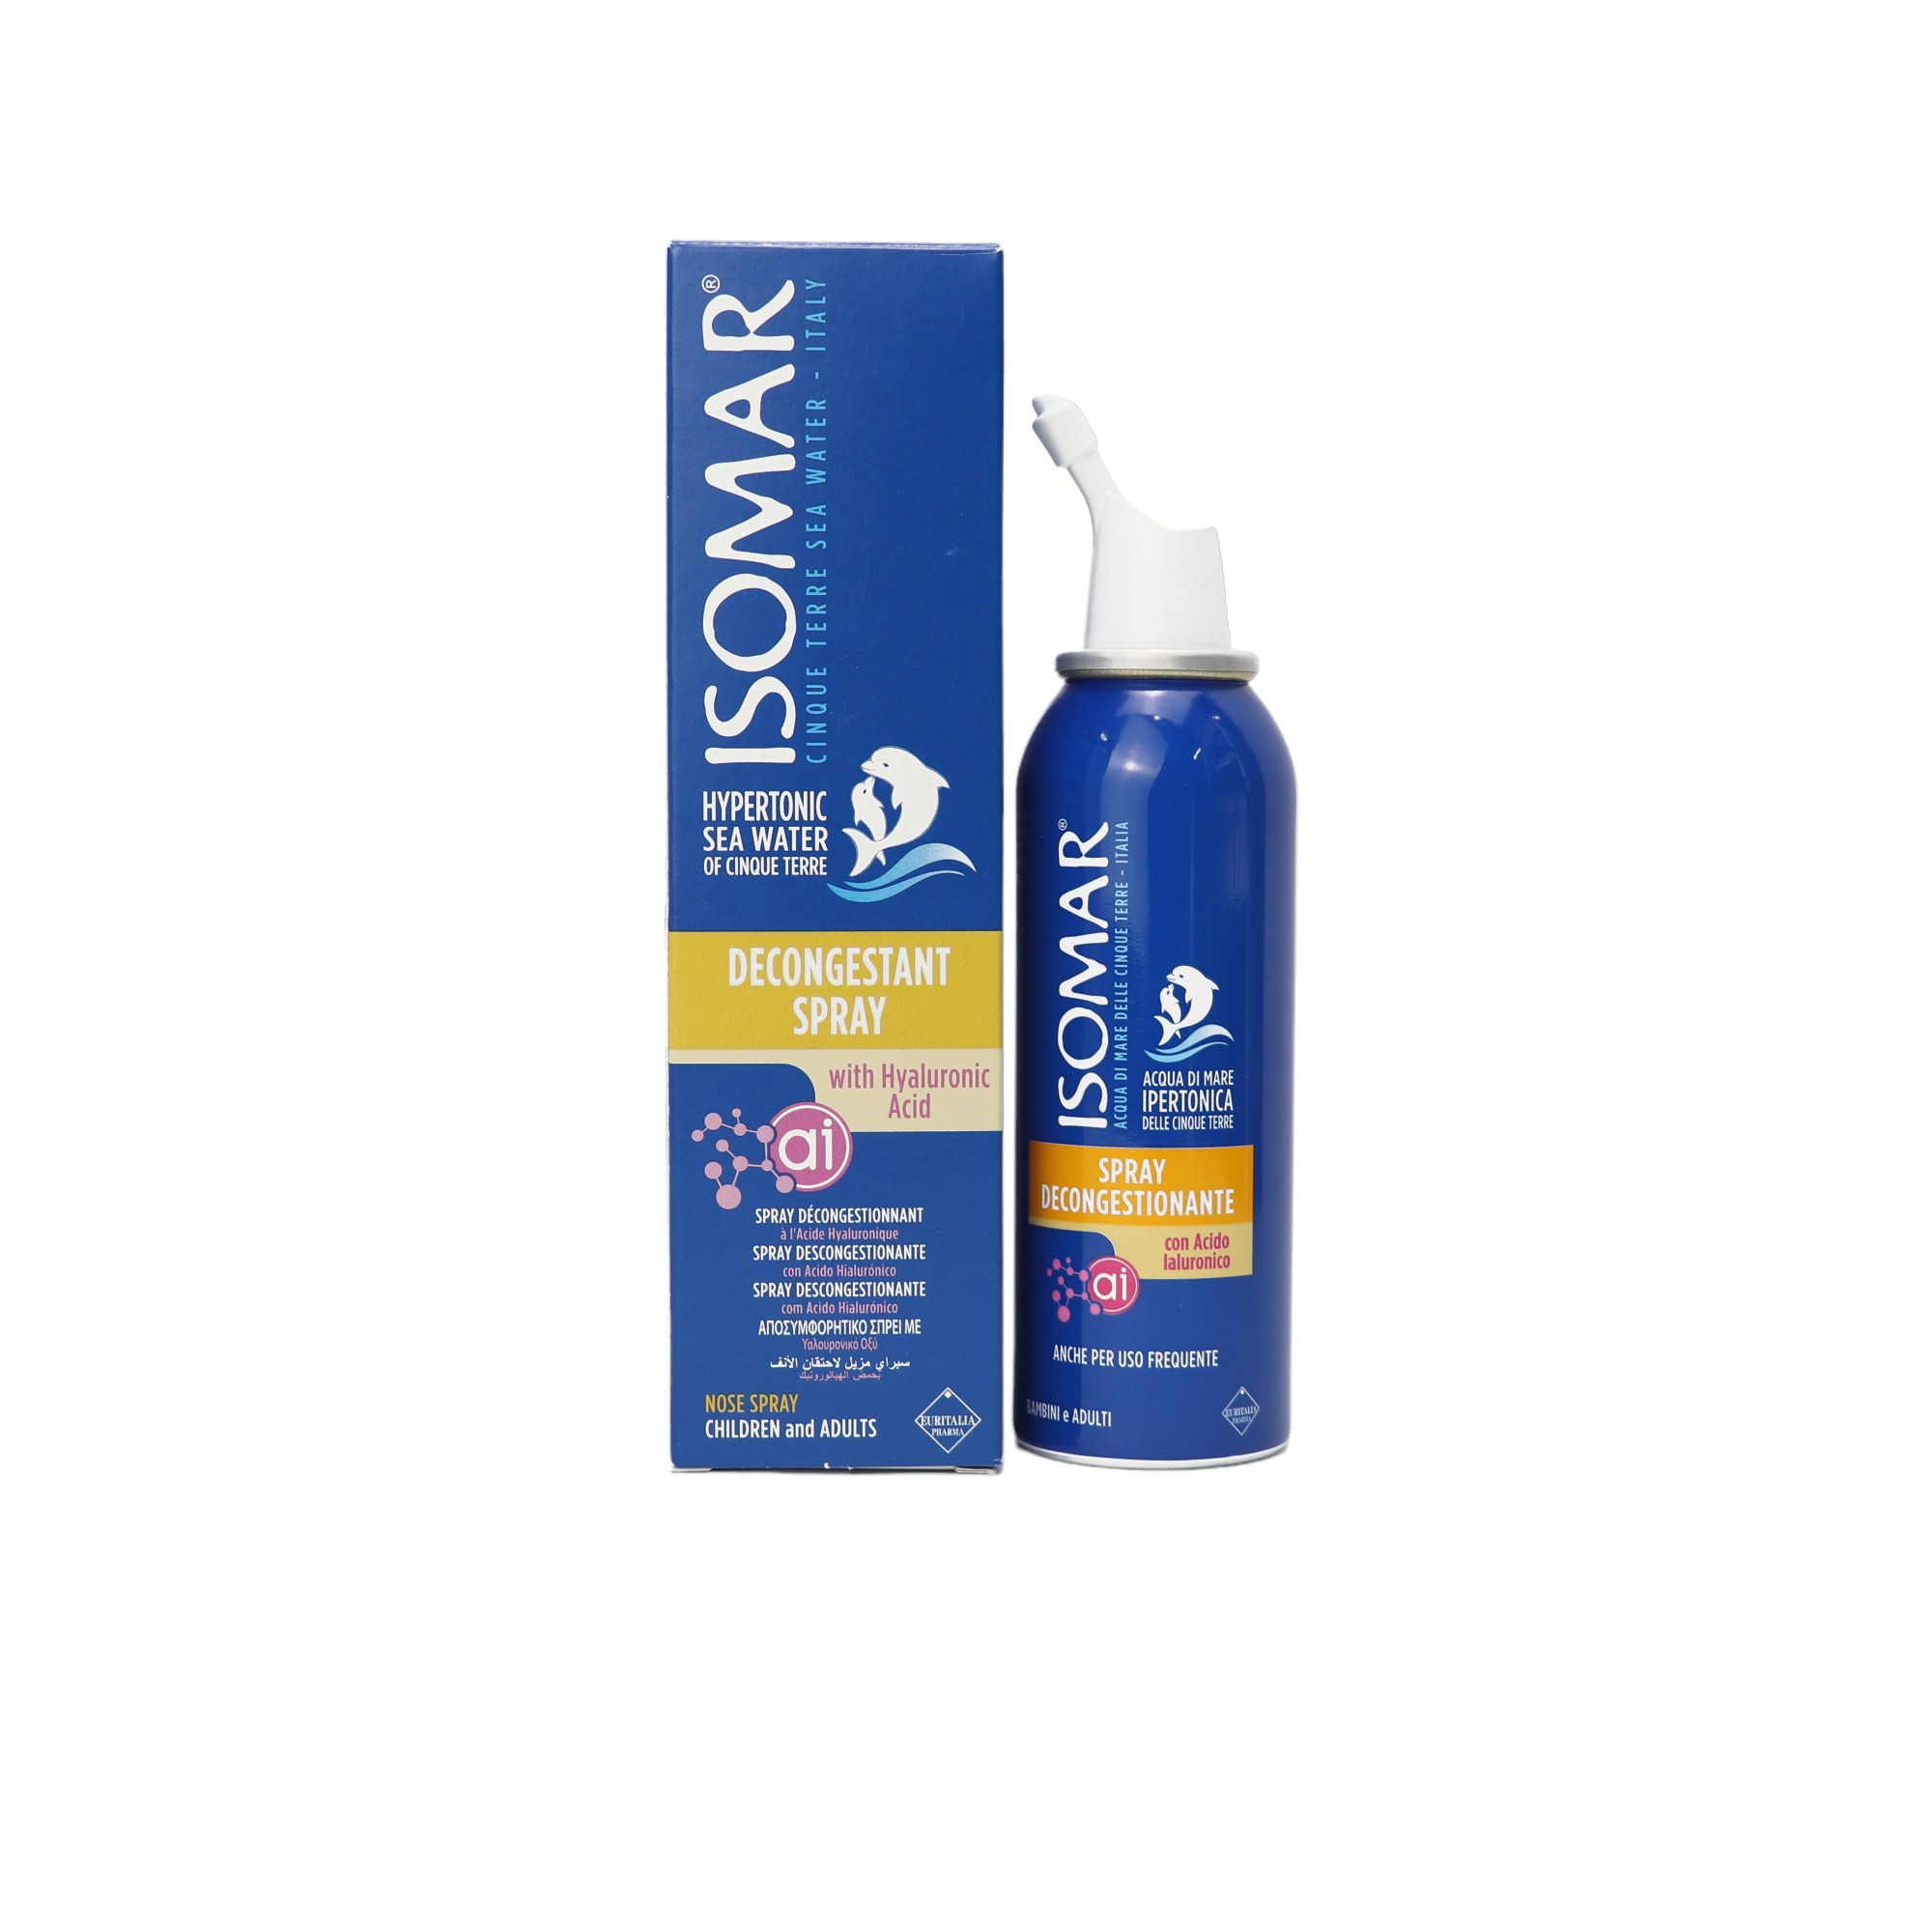 ISOMAR®
CINQUE TERRE SEA WATER - ITALY
HYPERTONIC
SEA WATER
OF CINQUE TERRE
DECONGESTANT
SPRAY
with Hyaluronic
Acid
ai
SPRAY DÉCONGESTIONNANT
à l'Acide Hyaluronique
SPRAY DESCONGESTIONANTE
con Acido Hialurónico
SPRAY DESCONGESTIONANTE
com Acido Hialurónico
ΑΠΟΣΥΜΦΟΡΗΤΙΚΟ ΣΠΡΕΙ ΜΕ
Υαλουρονικό Οξύ
سبراي مزيل لاحتقان الأنف
بحمض الهيالورونيك
NOSE SPRAY
CHILDREN and ADULTS
EURITALIA
PHARMA
ISOMAR®
ACQUA DI MARE DELLE CINQUE TERRE - ITALIA
ACQUA DI MARE
IPERTONICA
DELLE CINQUE TERRE
SPRAY
DECONGESTIONANTE
con Acido
Ialuronico
ai
ANCHE PER USO FREQUENTE
BAMBINI e ADULTI
EURITALIA
PHARMA